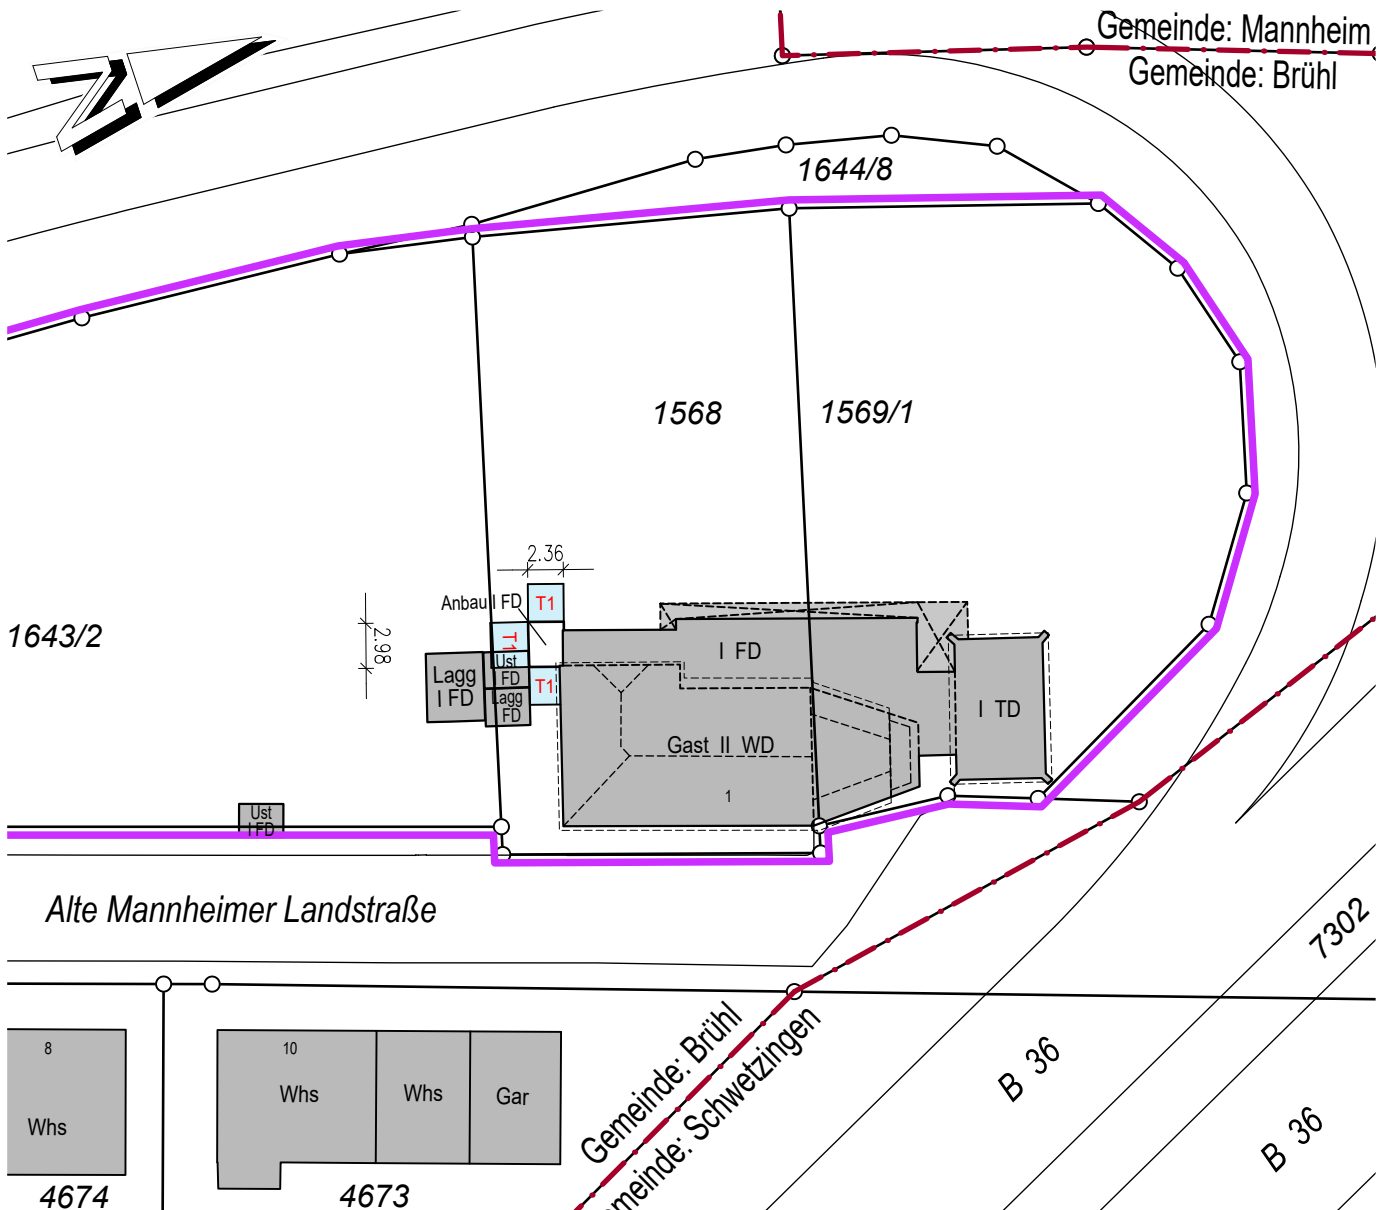 Gemeinde: Mannheim
Gemeinde: Brühl
N
1644/8
1568
1569/1
2.36
Anbau I FD
T1
1643/2
2.98
T1
Ust
FD
Lagg
I FD
T1
Lagg
FD
I FD
I TD
Gast II WD
1
Ust
I FD
Alte Mannheimer Landstraße
7302
Gemeinde: Brühl
meinde: Schwetzingen
B 36
B 36
8
Whs
10
Whs
Whs
Gar
4674
4673